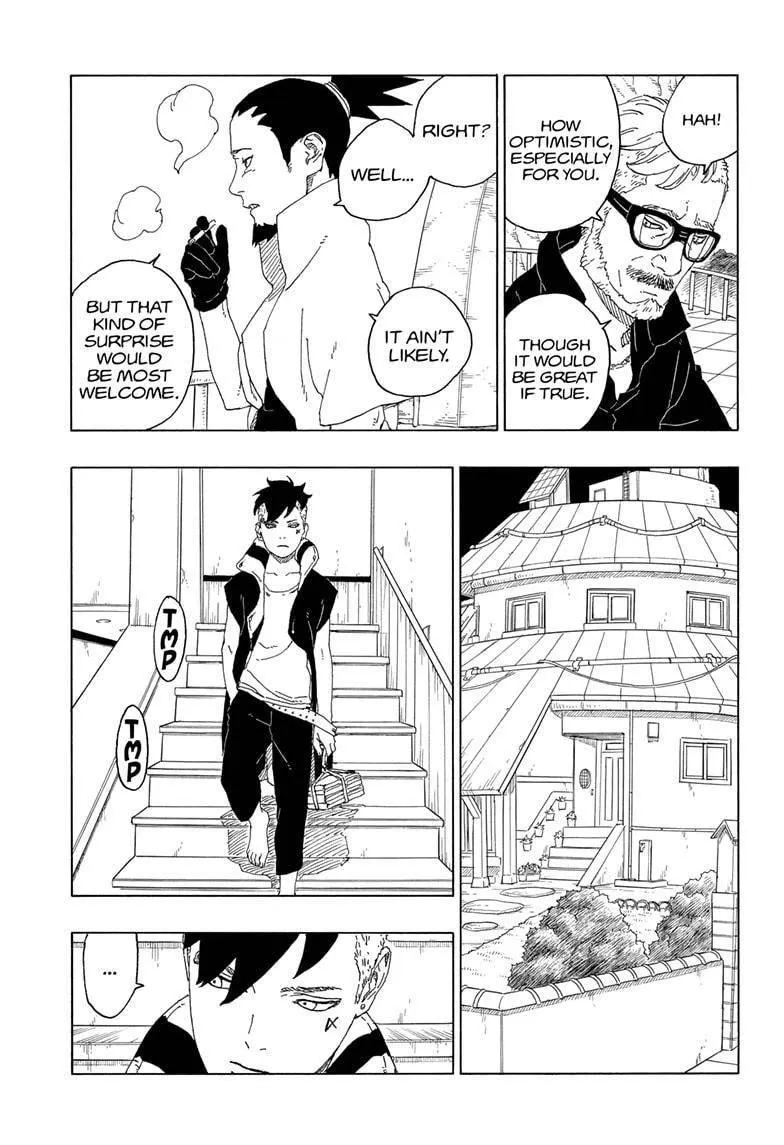 HAH!
HOW
OPTIMISTIC,
ESPECIALLY
FOR YOU.
THOUGH
IT WOULD
BE GREAT
IF TRUE.
RIGHT?
WELL...
IT AIN'T
LIKELY.
BUT THAT
KIND OF
SURPRISE
WOULD
BE MOST
WELCOME.
TMP
TMP
...